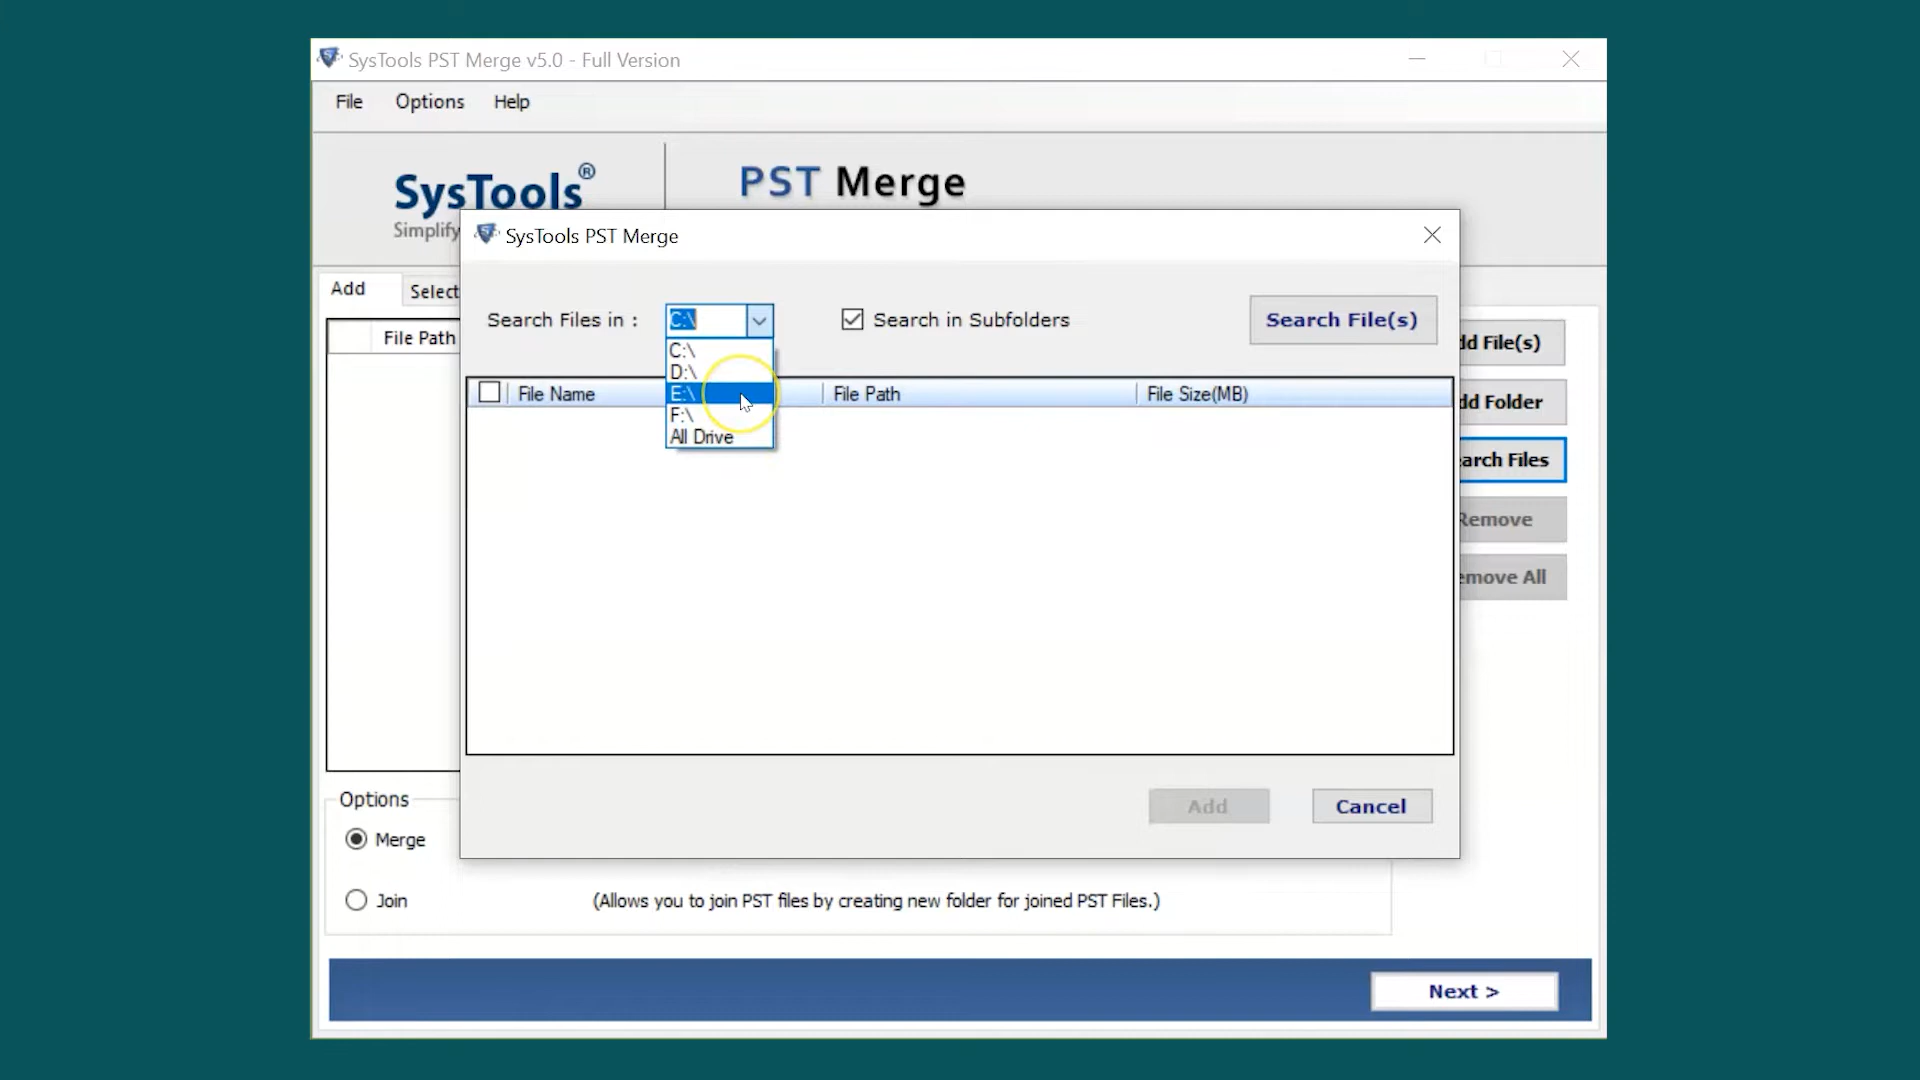 SysTools PST Merge v5.0 - Full Version
File Options Help
SysTools®
Simplify
PST Merge
SysTools PST Merge
Add Select
File Path
Search Files in : C:\ Search in Subfolders Search File(s)
C:\
D:\
E:\
F:\
All Drive
File Name File Path File Size(MB)
dd File(s)
dd Folder
arch Files
Remove
emove All
Add Cancel
Options
Merge
Join (Allows you to join PST files by creating new folder for joined PST Files.)
Next >